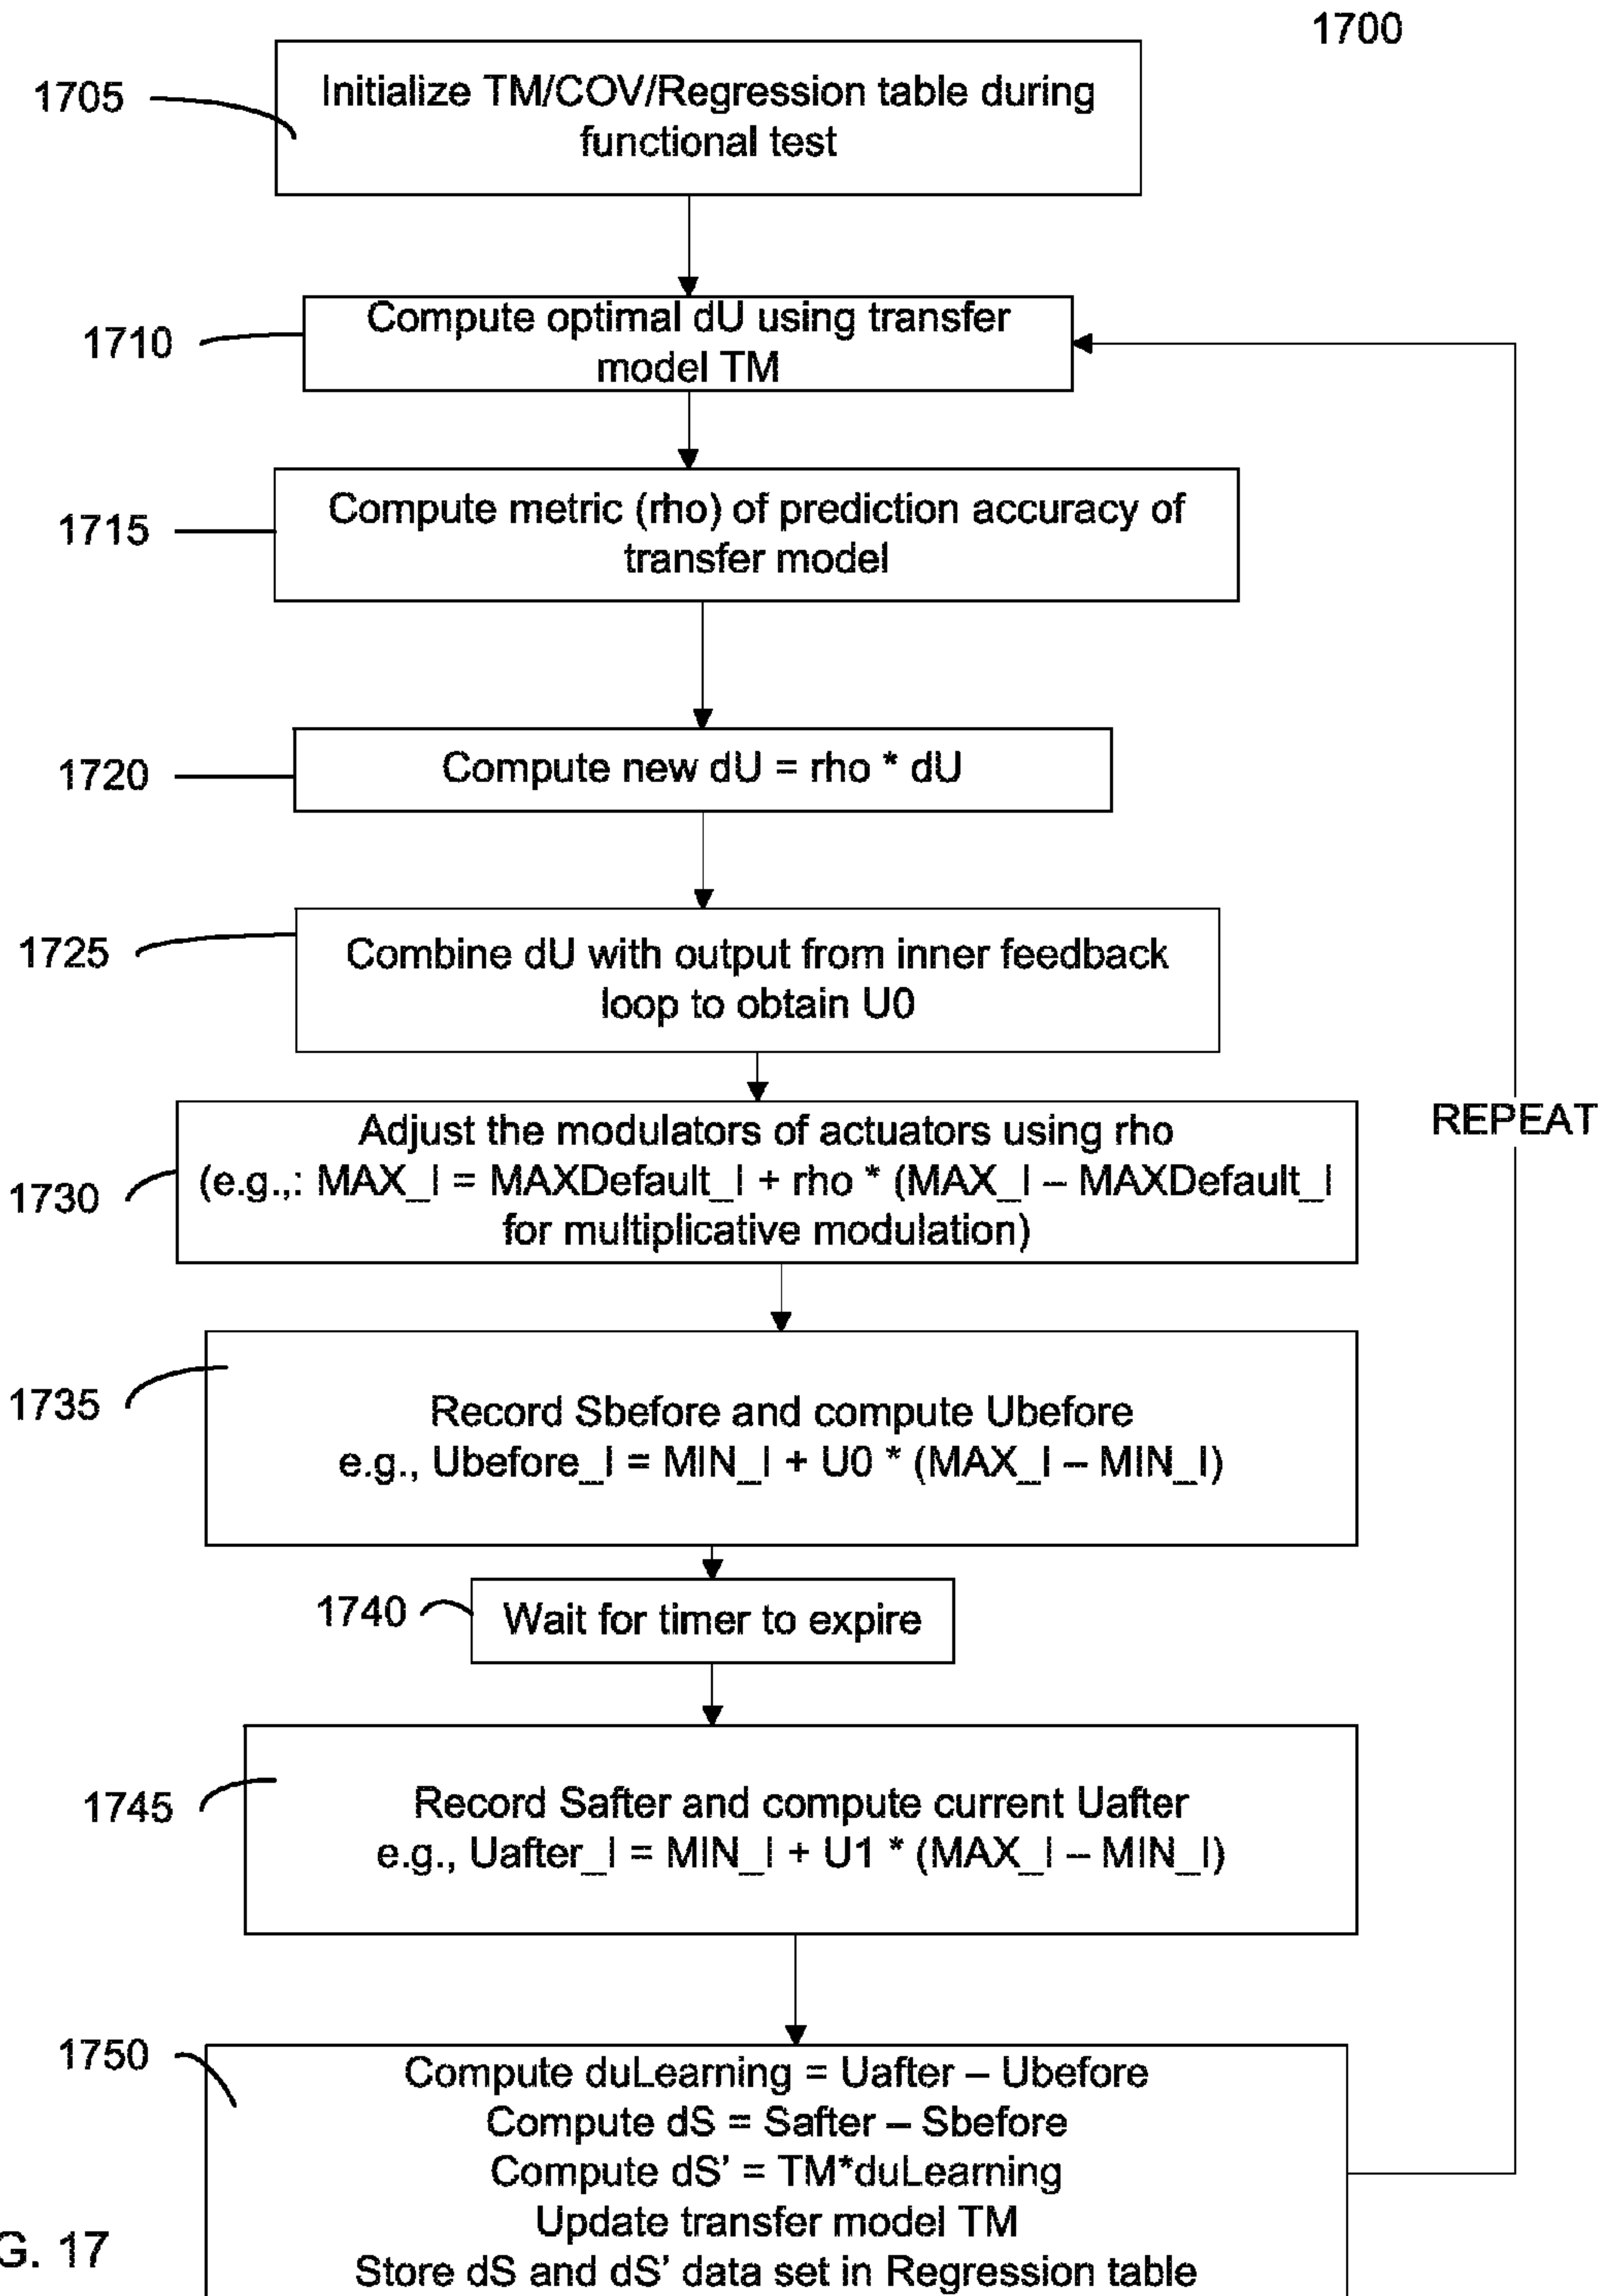 1700
1705
Initialize TM/COV/Regression table during
functional test
1710
Compute optimal dU using transfer
model TM
1715
Compute metric (rho) of prediction accuracy of
transfer model
1720
Compute new dU = rho * dU
1725
Combine dU with output from inner feedback
loop to obtain U0
REPEAT
1730
Adjust the modulators of actuators using rho
(e.g.,: MAX_I = MAXDefault_I + rho * (MAX_I – MAXDefault_I
for multiplicative modulation)
1735
Record Sbefore and compute Ubefore
e.g., Ubefore_I = MIN_I + U0 * (MAX_I – MIN_I)
1740
Wait for timer to expire
1745
Record Safter and compute current Uafter
e.g., Uafter_I = MIN_I + U1 * (MAX_I – MIN_I)
1750
Compute duLearning = Uafter – Ubefore
Compute dS = Safter – Sbefore
Compute dS’ = TM*duLearning
Update transfer model TM
Store dS and dS’ data set in Regression table
G. 17